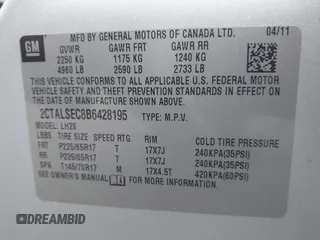 GM
MFD BY GENERAL MOTORS OF CANADA LTD. 04/11
GVWR GAWR FRT GAWR RR
2250 KG 1175 KG 1240 KG
4960 LB 2590 LB 2733 LB
THIS VEHICLE CONFORMS TO ALL APPLICABLE U.S. FEDERAL MOTOR
VEHICLE SAFETY AND THEFT PREVENTION STANDARDS IN EFFECT ON
THE DATE OF MANUFACTURE SHOWN ABOVE.
2CTALSEC8B6428195 TYPE: M.P.V.
MODEL: LH26
TIRE SIZE SPEED RTG RIM COLD TIRE PRESSURE
FRT P225/65R17 T 17X7J 240KPA(35PSI)
RR P225/65R17 T 17X7J 240KPA(35PSI)
SPA T145/70R17 M 17X4.5T 420KPA(60PSI)
SEE OWNER'S MANUAL FOR ADDITIONAL INFORMATION.
DREAMBID